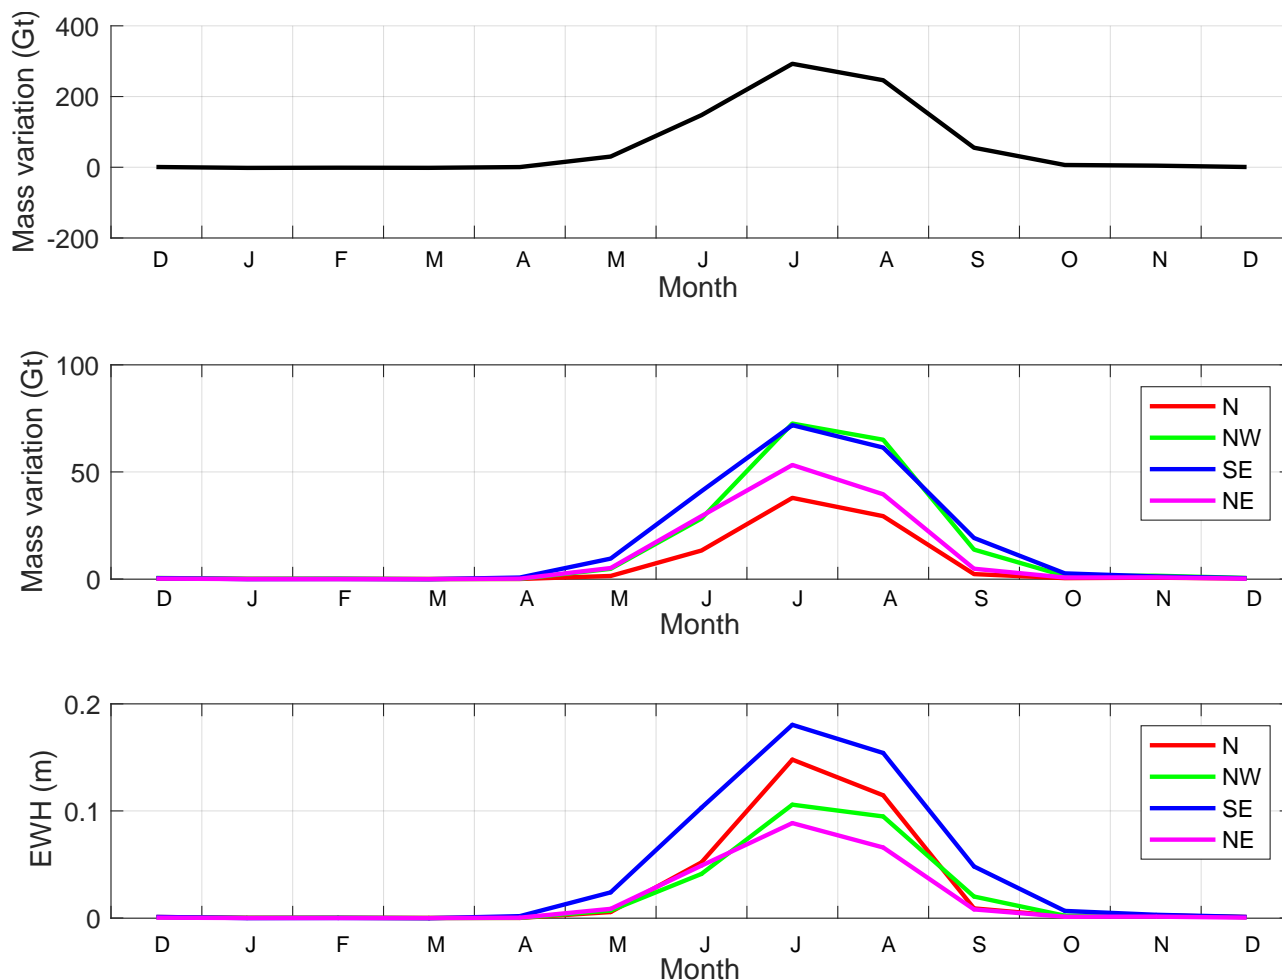 Mass variation (Gt)
400
200
0
-200
D J F M A M J J A S O N D
Month
Mass variation (Gt)
100
50
0
N
NW
SE
NE
D J F M A M J J A S O N D
Month
EWH (m)
0.2
0.1
0
N
NW
SE
NE
D J F M A M J J A S O N D
Month